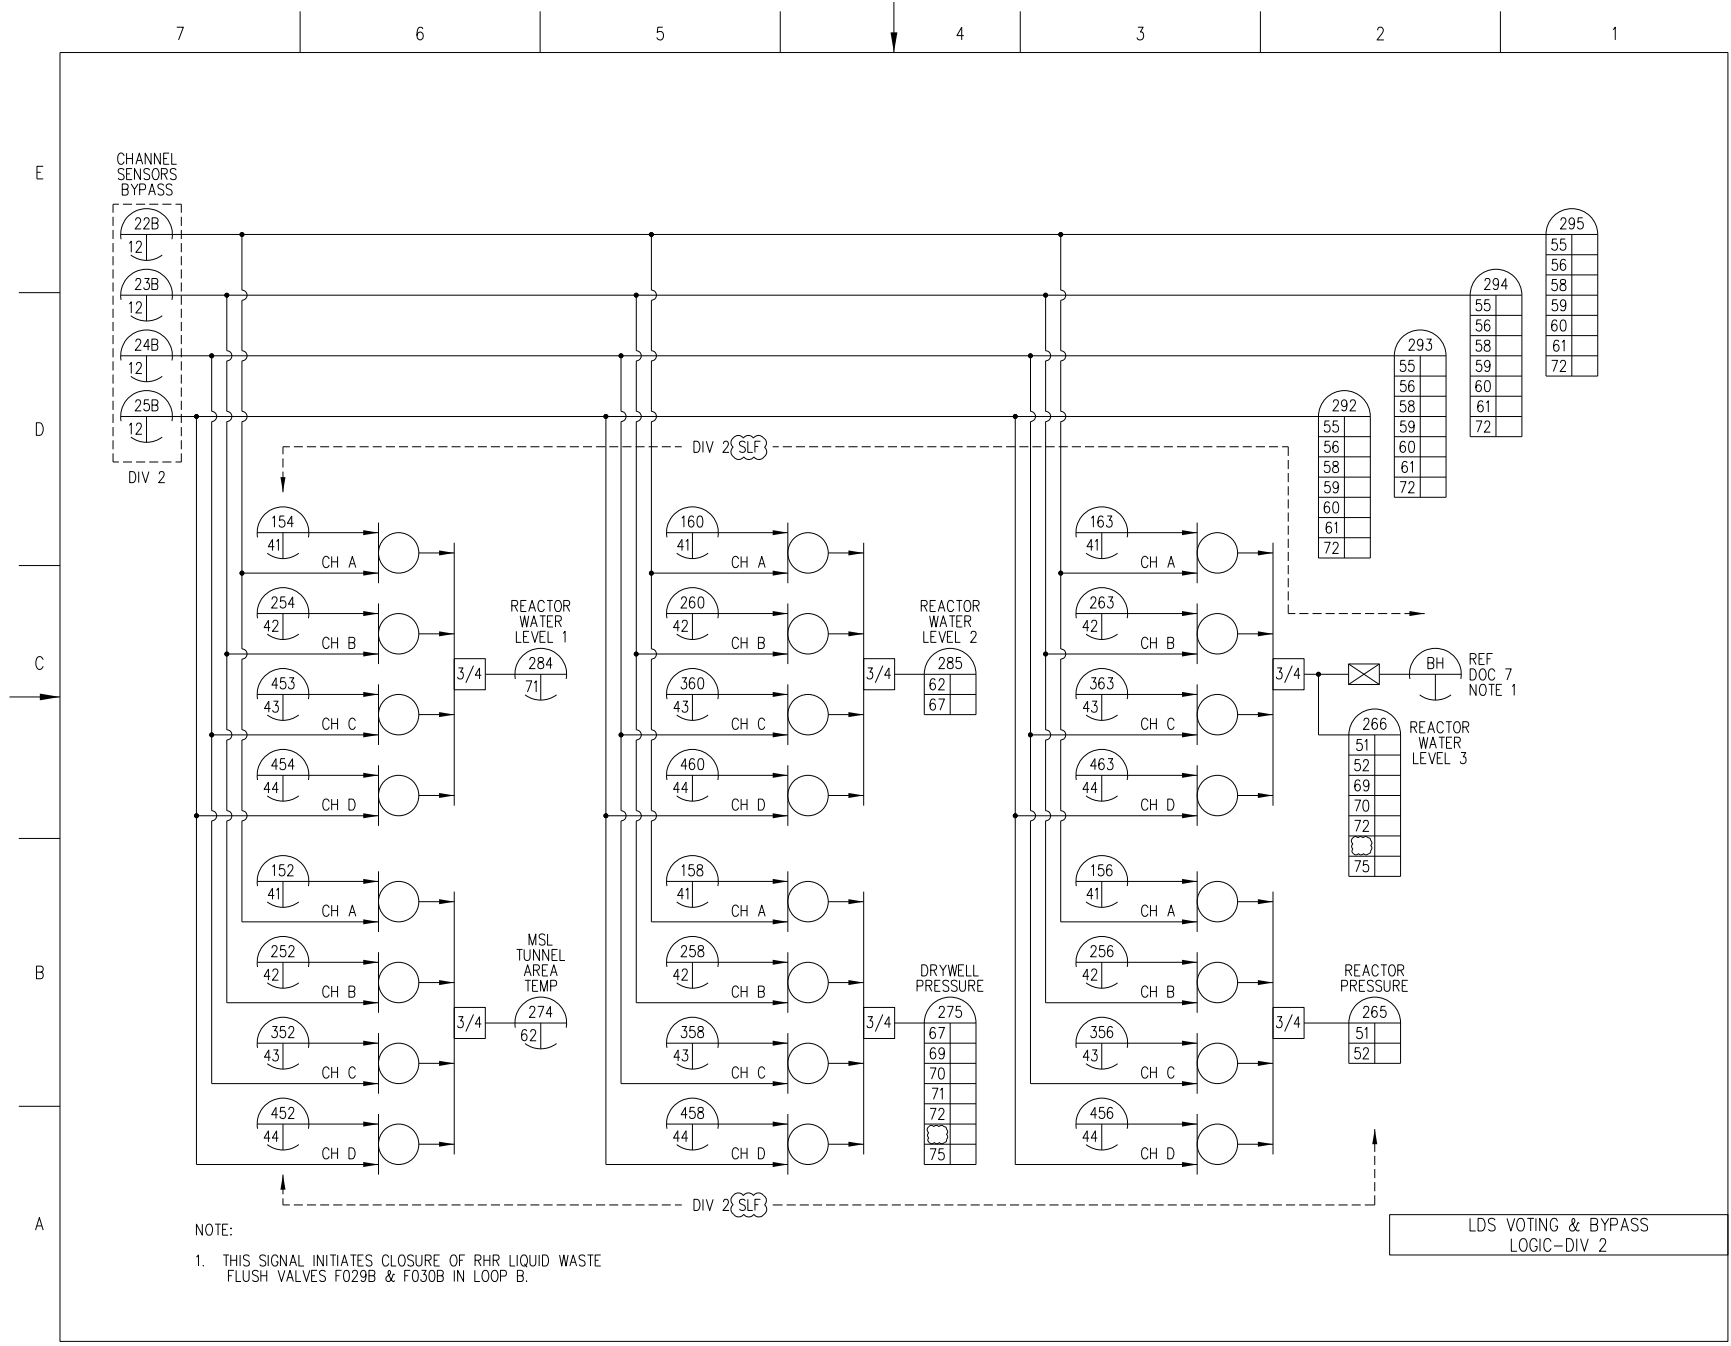 7 6 5 4 3 2 1
E
D
C
B
A
CHANNEL
SENSORS
BYPASS
22B
12
23B
12
24B
12
25B
12
DIV 2
295
55
56
58
59
60
61
72
294
55
56
58
59
60
61
72
293
55
56
58
59
60
61
72
292
55
56
58
59
60
61
72
DIV 2 SLF
154
41
CH A
254
42
CH B
453
43
CH C
454
44
CH D
3/4
REACTOR
WATER
LEVEL 1
284
71
160
41
CH A
260
42
CH B
360
43
CH C
460
44
CH D
3/4
REACTOR
WATER
LEVEL 2
285
62
67
163
41
CH A
263
42
CH B
363
43
CH C
463
44
CH D
3/4
BH
REF
DOC 7
NOTE 1
266
51
52
69
70
72
75
REACTOR
WATER
LEVEL 3
152
41
CH A
252
42
CH B
352
43
CH C
452
44
CH D
3/4
MSL
TUNNEL
AREA
TEMP
274
62
158
41
CH A
258
42
CH B
358
43
CH C
458
44
CH D
3/4
DRYWELL
PRESSURE
275
67
69
70
71
72
75
156
41
CH A
256
42
CH B
356
43
CH C
456
44
CH D
3/4
REACTOR
PRESSURE
265
51
52
DIV 2 SLF
NOTE:
1. THIS SIGNAL INITIATES CLOSURE OF RHR LIQUID WASTE
FLUSH VALVES F029B & F030B IN LOOP B.
LDS VOTING & BYPASS
LOGIC-DIV 2